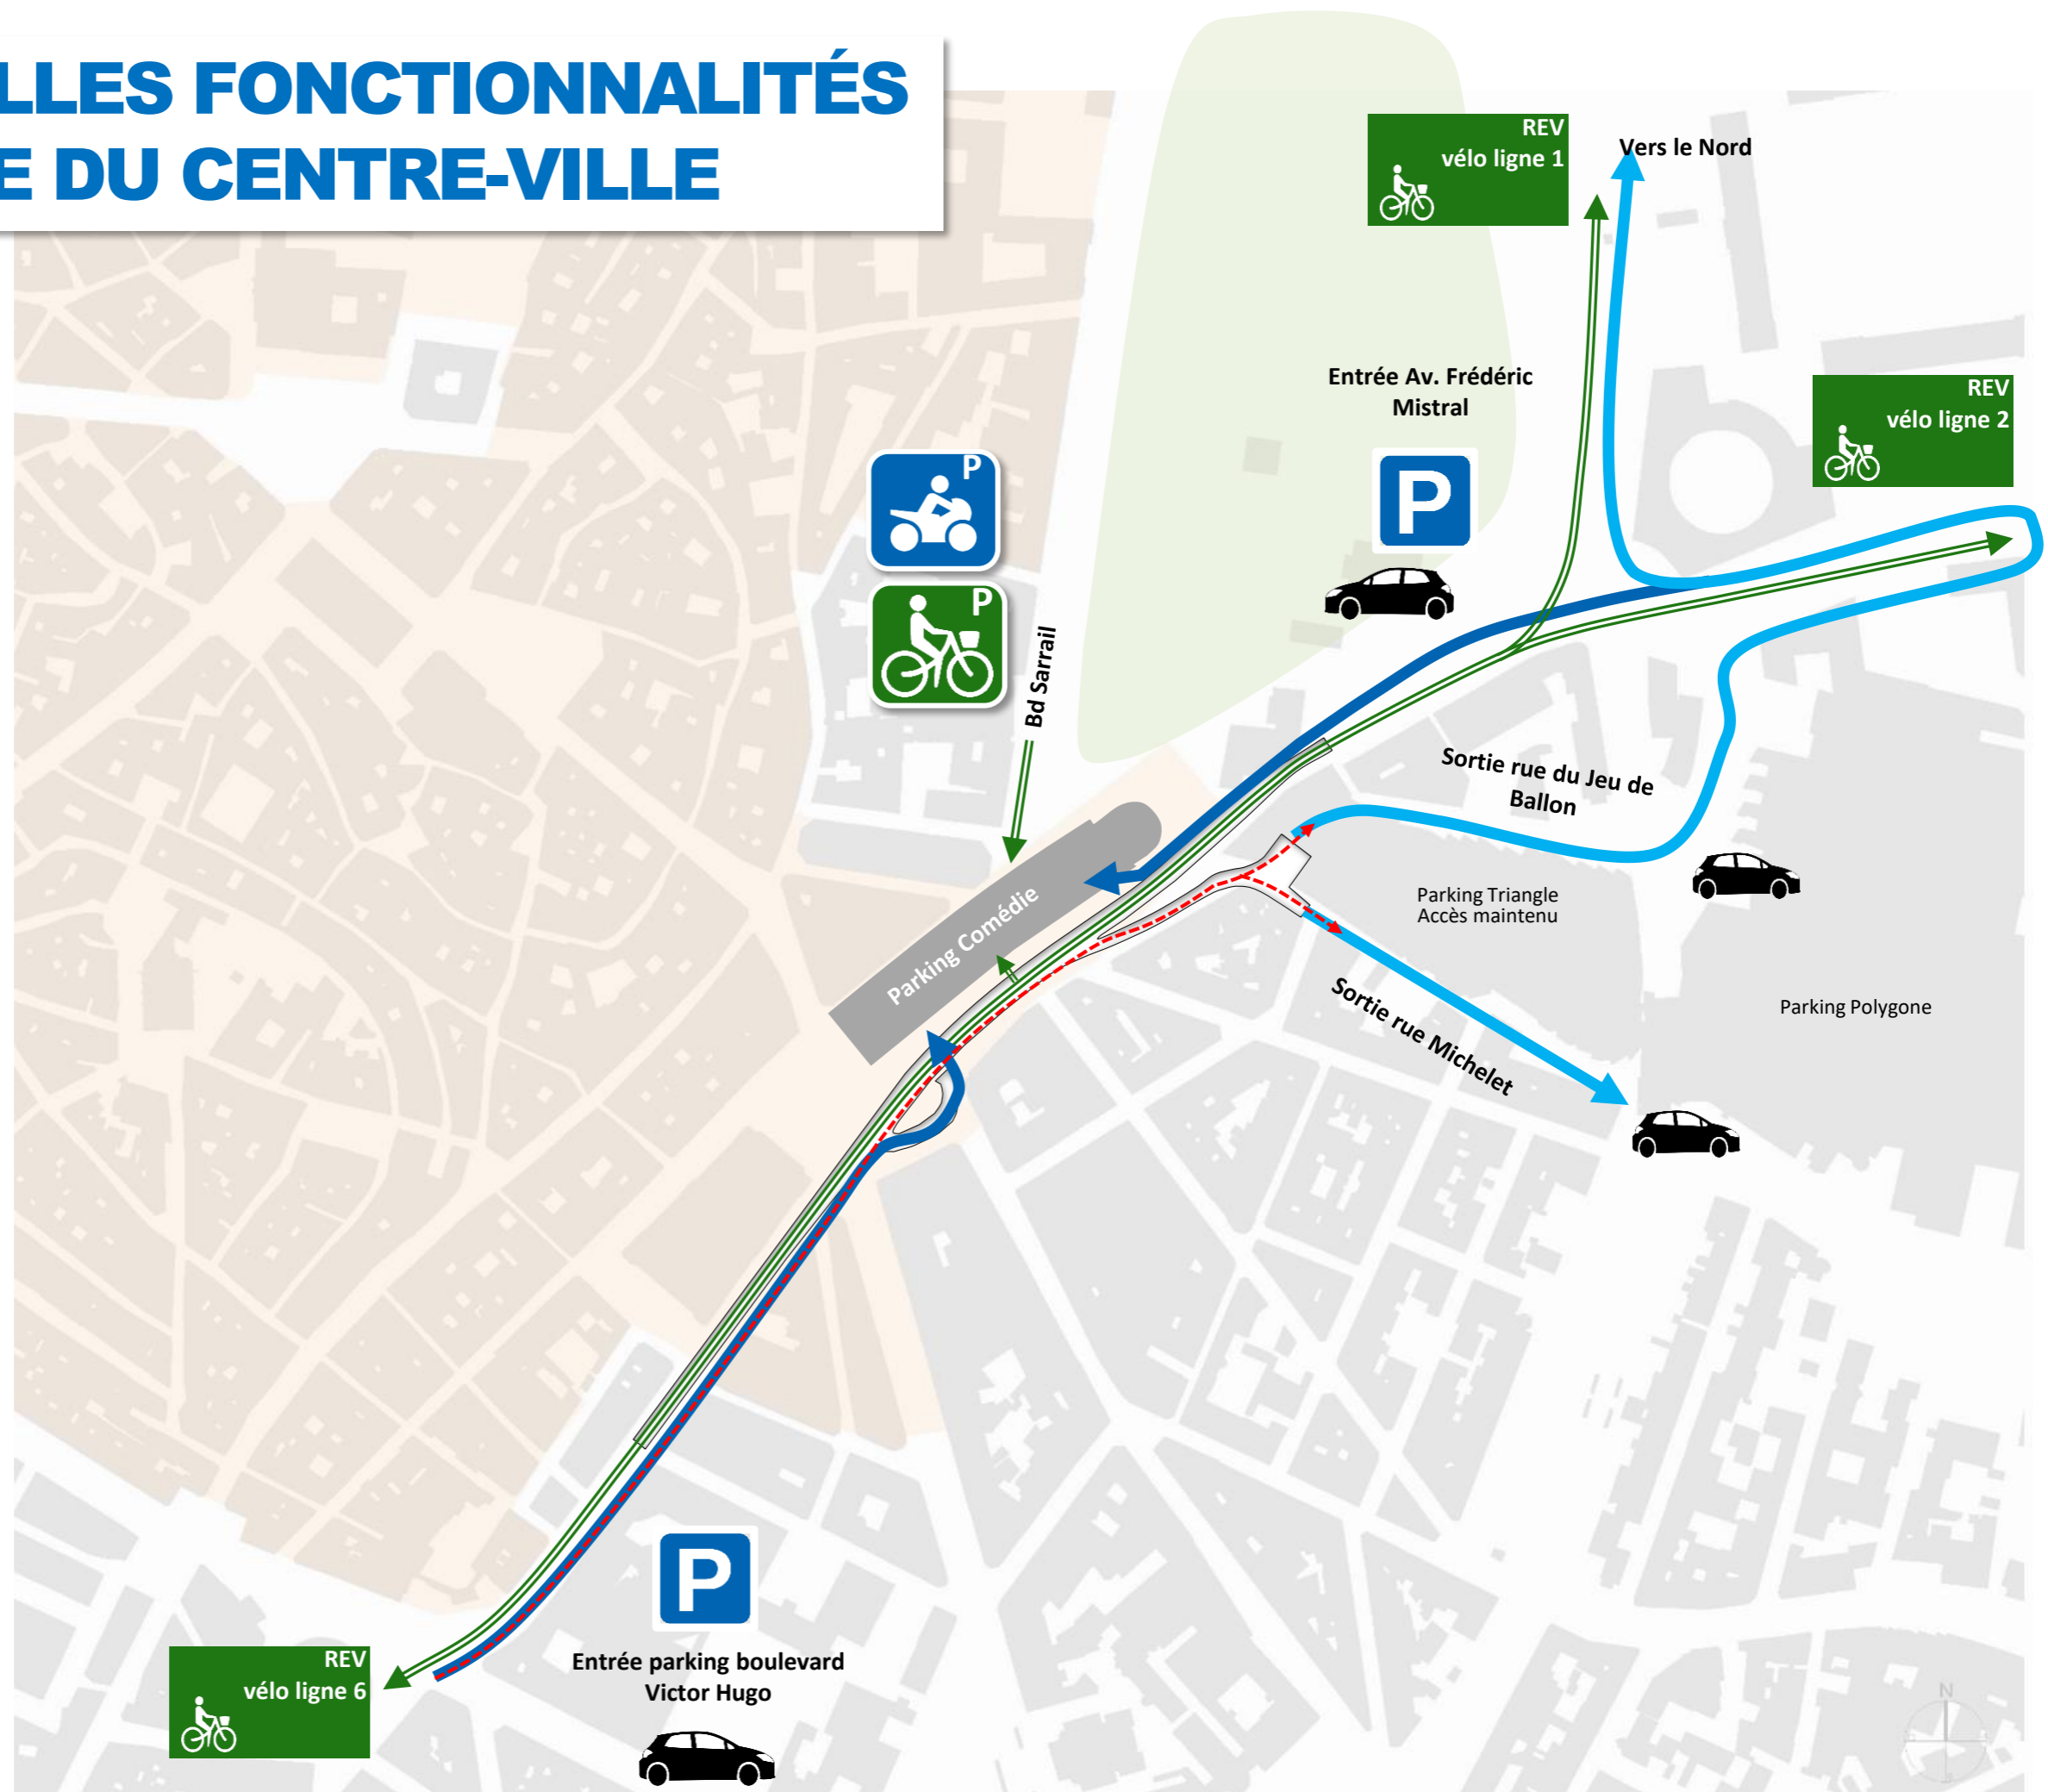 LLES FONCTIONNALITÉS
E DU CENTRE-VILLE
REV
vélo ligne 1
Vers le Nord
Entrée Av. Frédéric
Mistral
REV
vélo ligne 2
P
P
P
Bd Sarrail
Sortie rue du Jeu de
Ballon
Parking Comédie
Parking Triangle
Accès maintenu
Sortie rue Michelet
Parking Polygone
P
Entrée parking boulevard
Victor Hugo
REV
vélo ligne 6
N